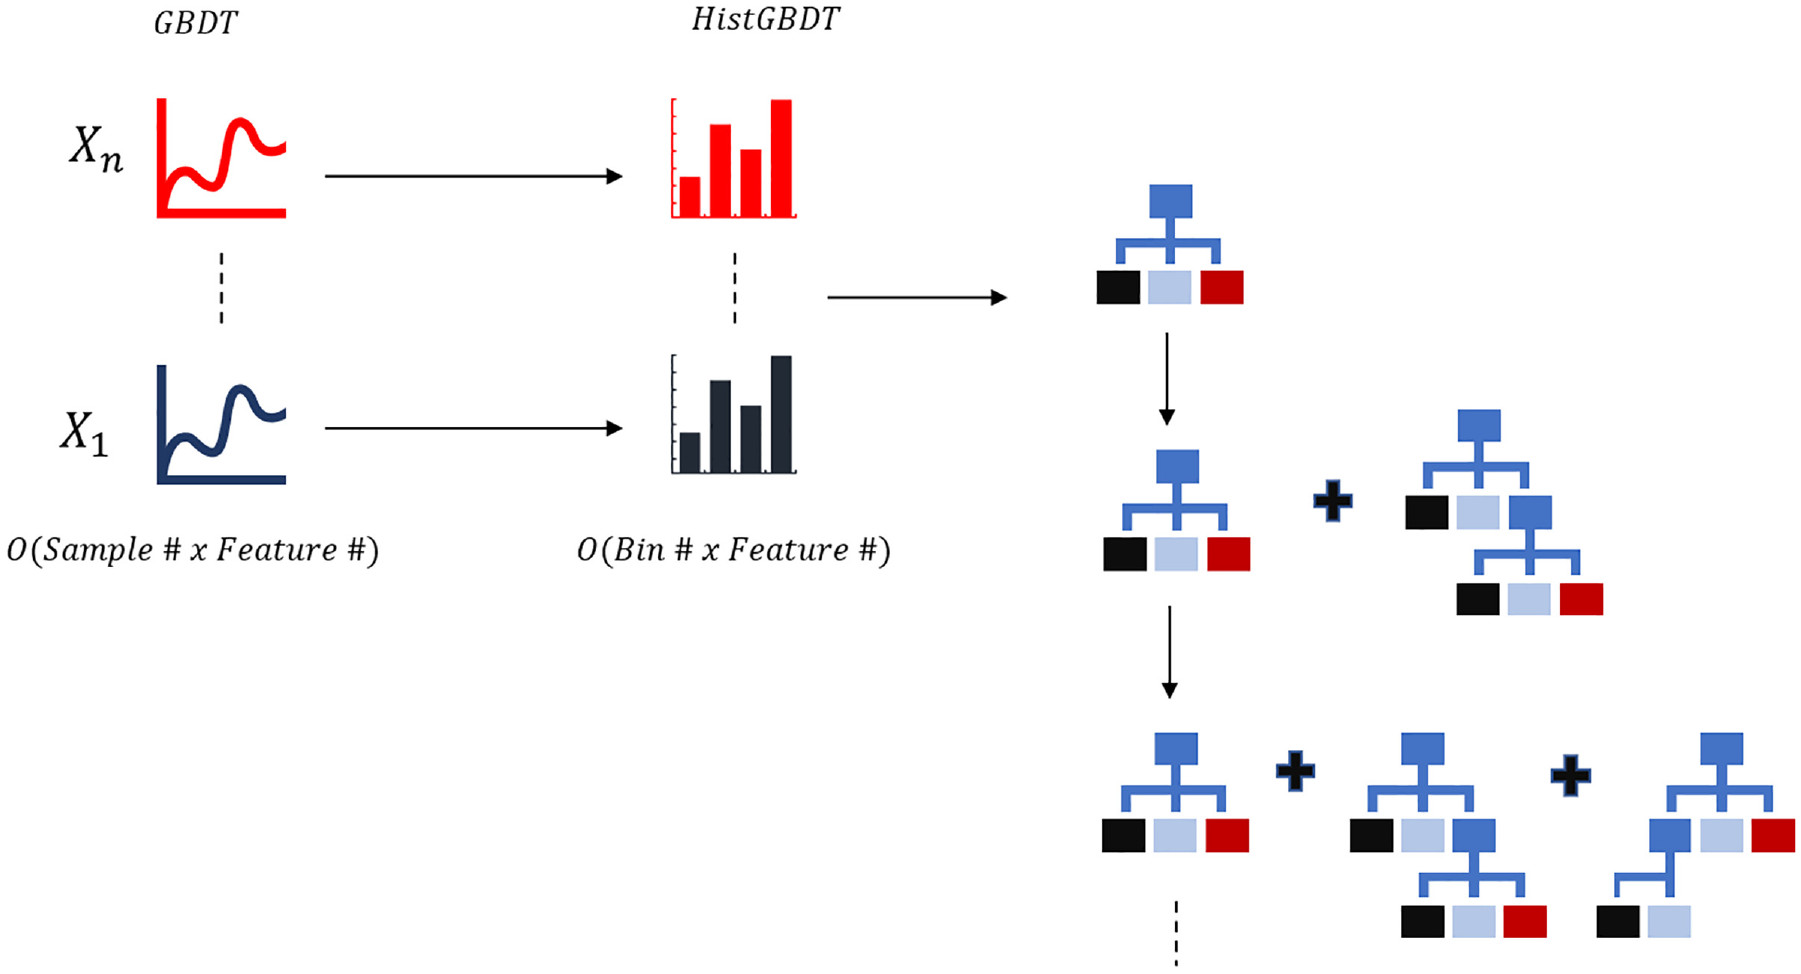 GBDT
HistGBDT
Xn
X1
O(Sample # x Feature #)
O(Bin # x Feature #)